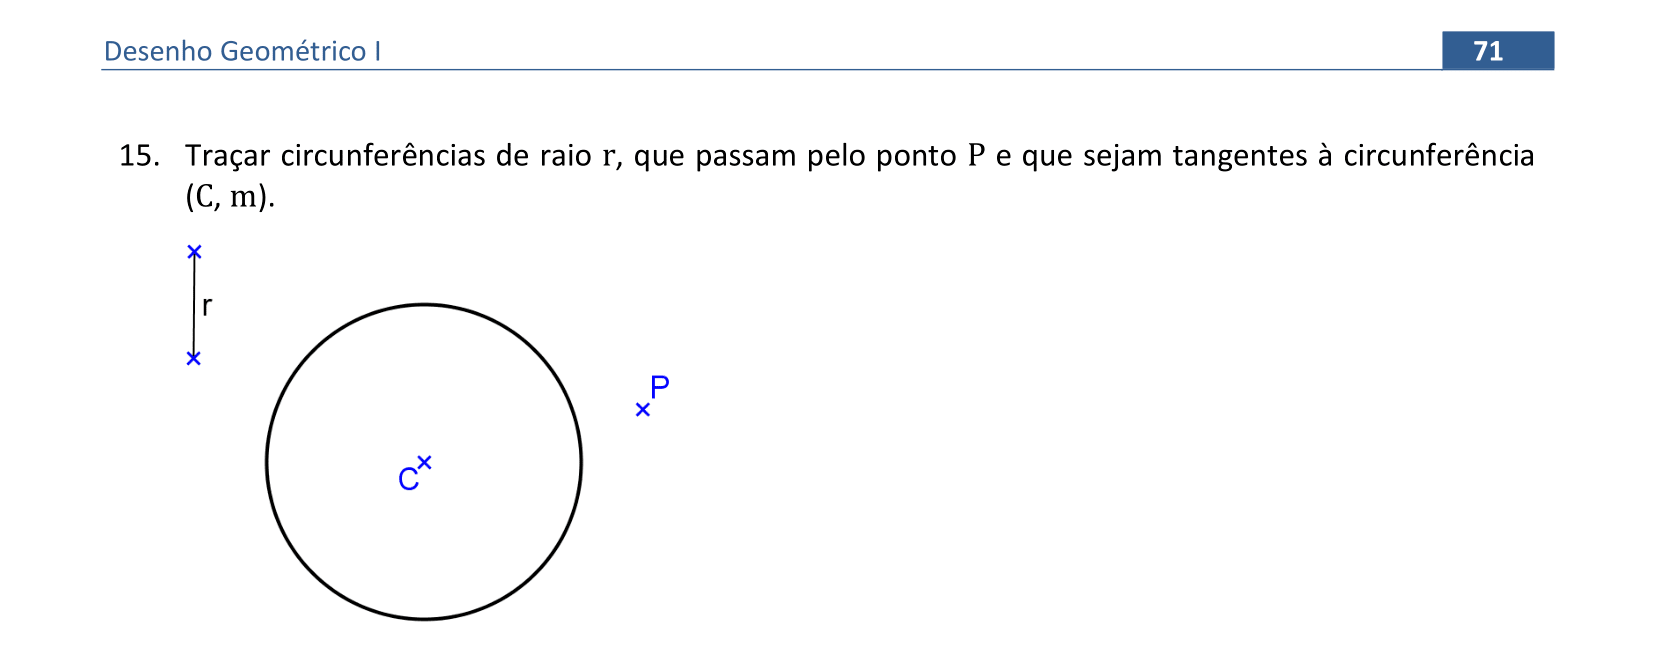 Desenho Geométrico I
71
15. Traçar circunferências de raio r, que passam pelo ponto P e que sejam tangentes à circunferência
(C, m).
r
P
C